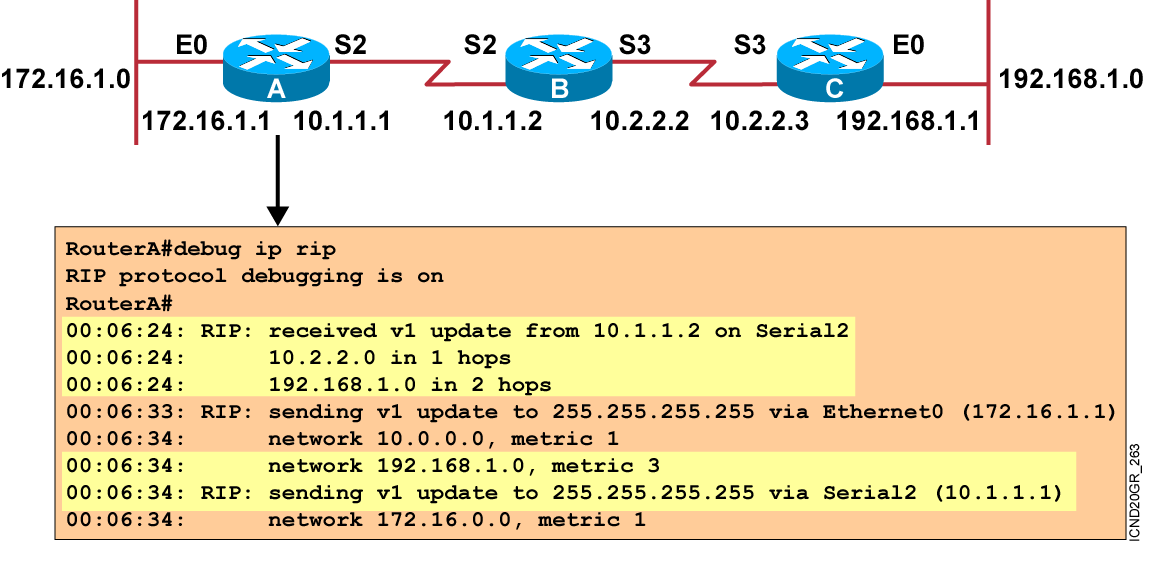 E0 S2 S2 S3 S3 E0
172.16.1.0 A B C 192.168.1.0
172.16.1.1 10.1.1.1 10.1.1.2 10.2.2.2 10.2.2.3 192.168.1.1
RouterA#debug ip rip
RIP protocol debugging is on
RouterA#
00:06:24: RIP: received v1 update from 10.1.1.2 on Serial2
00:06:24:      10.2.2.0 in 1 hops
00:06:24:      192.168.1.0 in 2 hops
00:06:33: RIP: sending v1 update to 255.255.255.255 via Ethernet0 (172.16.1.1)
00:06:34:      network 10.0.0.0, metric 1
00:06:34:      network 192.168.1.0, metric 3
00:06:34: RIP: sending v1 update to 255.255.255.255 via Serial2 (10.1.1.1)
00:06:34:      network 172.16.0.0, metric 1
ICND20GR_263